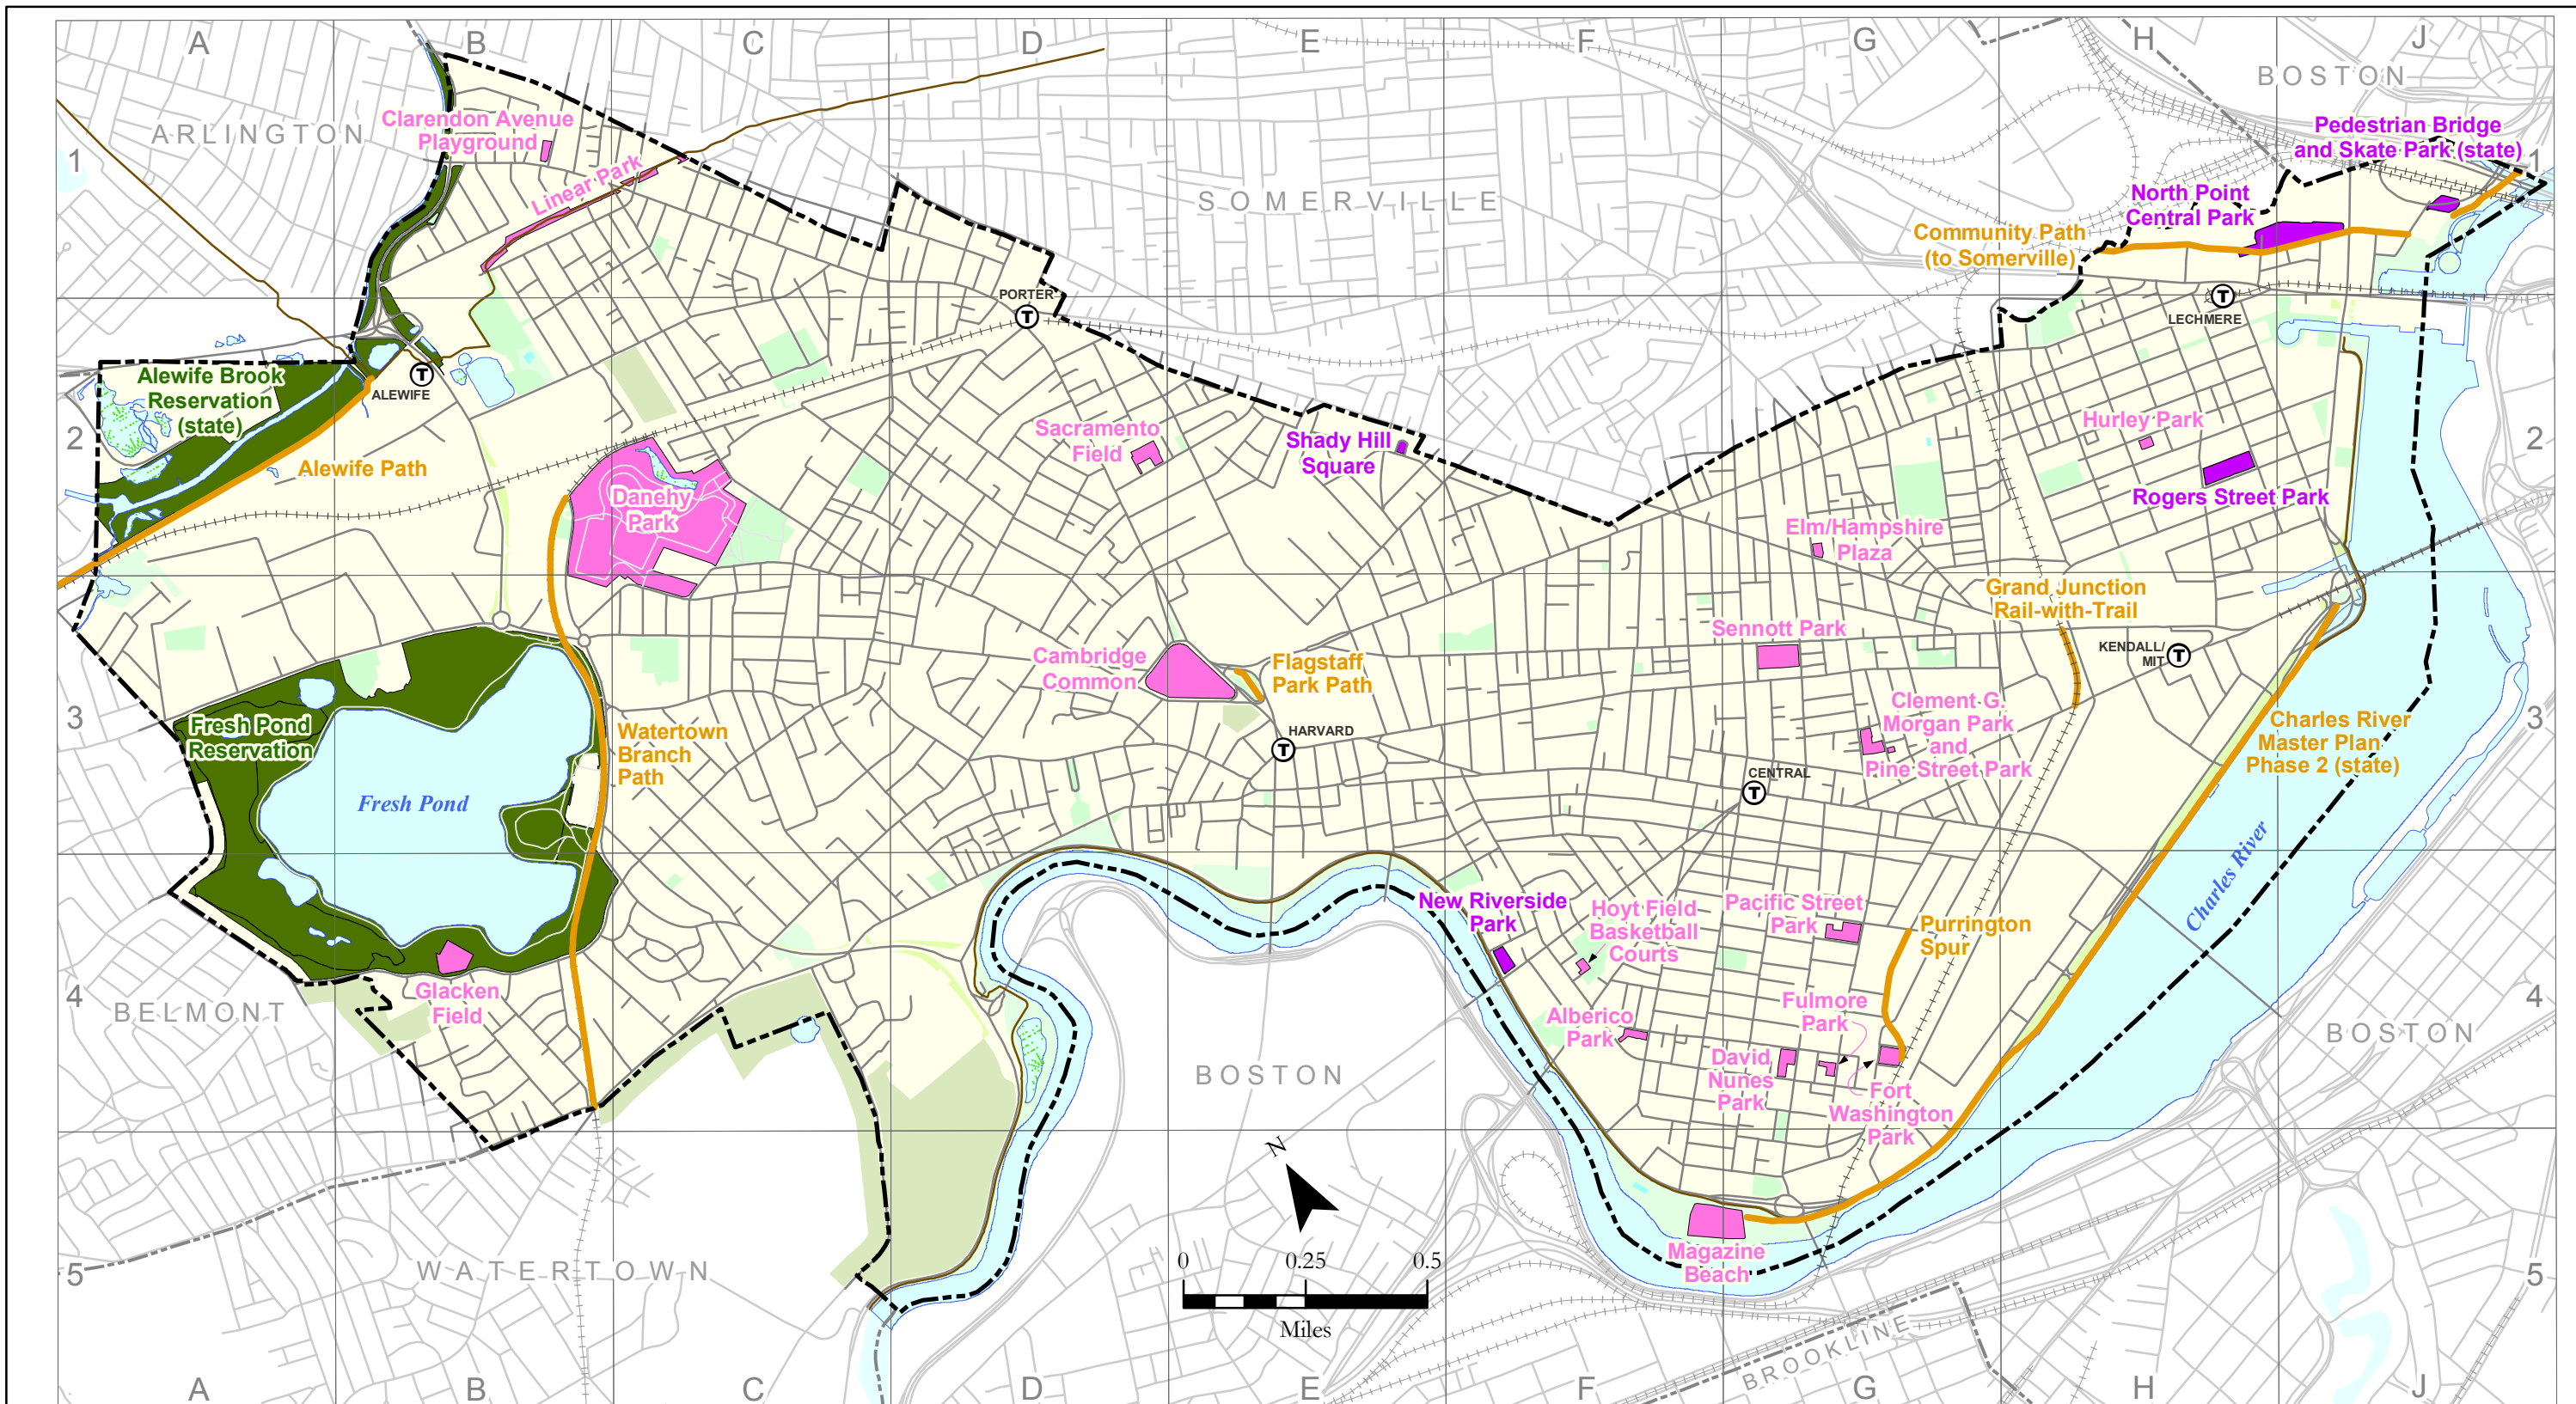 A B C D E F G H J
BOSTON
ARLINGTON
Clarendon Avenue
Playground
Linear Park
1
SOMERVILLE
Pedestrian Bridge
and Skate Park (state)
1
North Point
Central Park
Community Path
(to Somerville)
PORTER
T
T
LECHMERE
Alewife Brook
Reservation
(state)
T
ALEWIFE
2
Alewife Path
Sacramento
Field
Shady Hill
Square
Hurley Park
2
Rogers Street Park
Danehy
Park
Elm/Hampshire
Plaza
Grand Junction
Rail-with-Trail
Sennott Park
KENDALL/
MIT
T
Cambridge
Common
Flagstaff
Park Path
3
Fresh Pond
Reservation
Watertown
Branch
Path
HARVARD
T
Clement G.
Morgan Park
and
Pine Street Park
Charles River
Master Plan
Phase 2 (state)
3
Fresh Pond
CENTRAL
T
Charles River
New Riverside
Park
Hoyt Field
Basketball
Courts
Pacific Street
Park
Purrington
Spur
4
BELMONT
Glacken
Field
Alberico
Park
Fulmore
Park
4
BOSTON
BOSTON
David
Nunes
Park
Fort
Washington
Park
N
WATERTOWN
5
0 0.25 0.5
Miles
Magazine
Beach
5
BROOKLINE
A B C D E F G H J